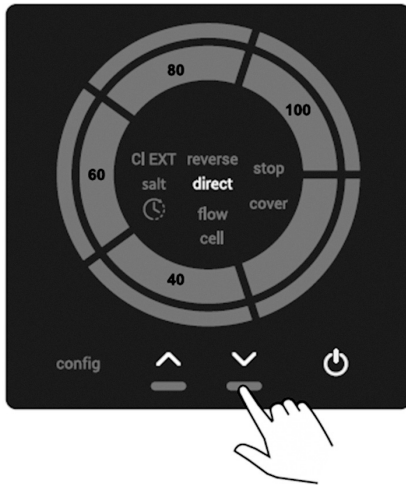 80
100
60
Cl EXT reverse
stop
salt direct
cover
flow
cell
40
config